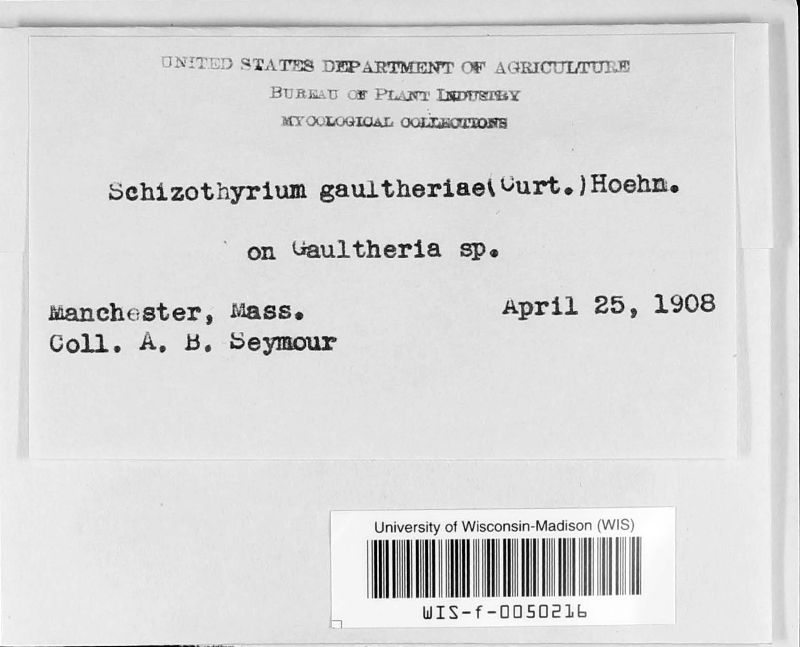 UNITED STATES DEPARTMENT OF AGRICULTURE
BUREAU OF PLANT INDUSTRY
MYCOLOGICAL COLLECTIONS
Schizothyrium gaultheriae(Curt.)Hoehn.
on Gaultheria sp.
Manchester, Mass. April 25, 1908
Coll. A. B. Seymour
University of Wisconsin-Madison (WIS)
WIS-f-0050216